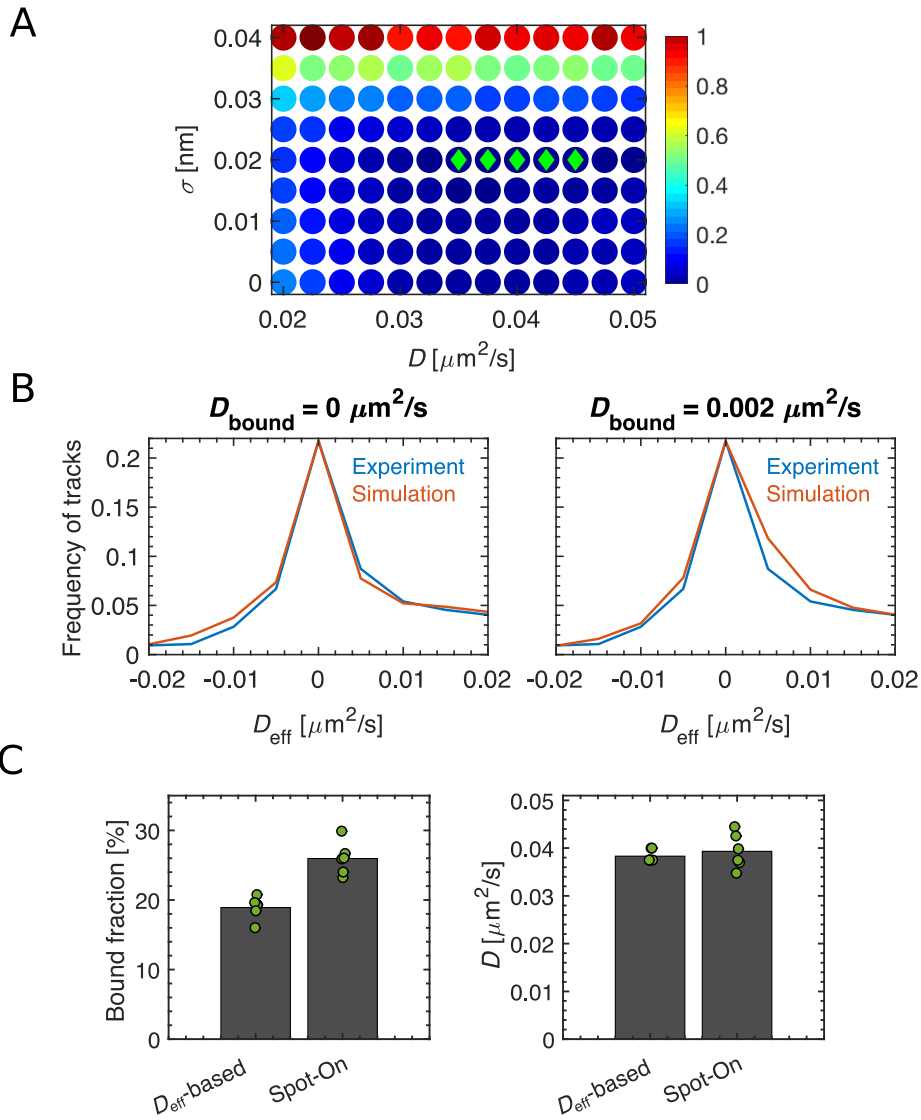 A
0.04
0.03
0.02
0.01
0
σ [nm]
0.02
0.03
0.04
0.05
D [μm²/s]
1
0.8
0.6
0.4
0.2
0
B
D_bound = 0 μm²/s
D_bound = 0.002 μm²/s
Experiment
Simulation
Experiment
Simulation
Frequency of tracks
0.2
0.15
0.1
0.05
0
-0.02 -0.01 0 0.01 0.02
-0.02 -0.01 0 0.01 0.02
D_eff [μm²/s]
D_eff [μm²/s]
C
Bound fraction [%]
30
20
10
0
D_eff-based
Spot-On
D [μm²/s]
0.05
0.04
0.03
0.02
0.01
0
D_eff-based
Spot-On